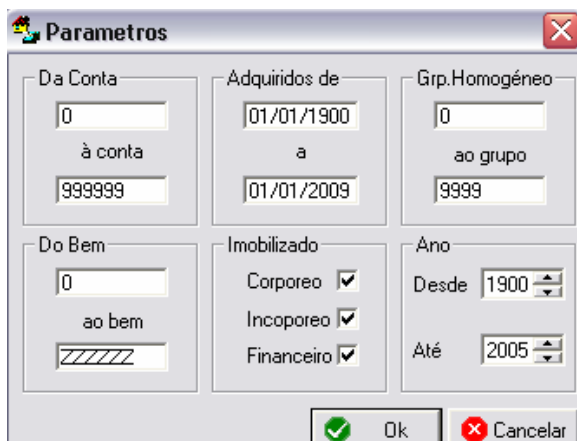 Parametros
Da Conta
0
à conta
999999
Adquiridos de
01/01/1900
a
01/01/2009
Grp.Homogéneo
0
ao grupo
9999
Do Bem
0
ao bem
ZZZZZZ
Imobilizado
Corporeo
Incoporeo
Financeiro
Ano
Desde 1900
Até 2005
Ok
Cancelar